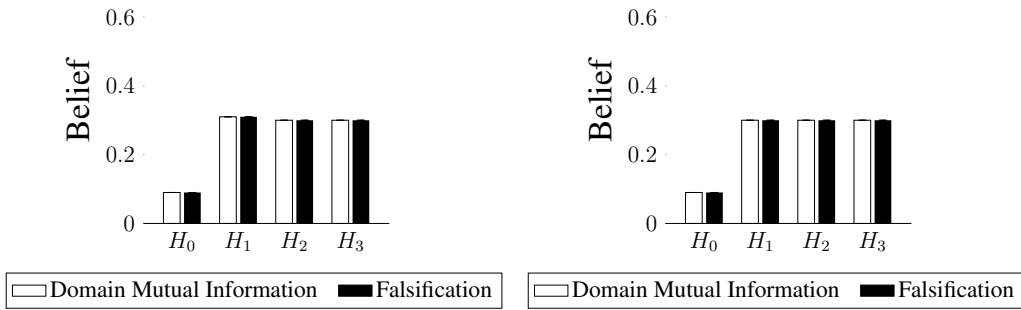 0.6
0.4
0.2
0
Belief
H₀ H₁ H₂ H₃
Domain Mutual Information Falsification
0.6
0.4
0.2
0
Belief
H₀ H₁ H₂ H₃
Domain Mutual Information Falsification